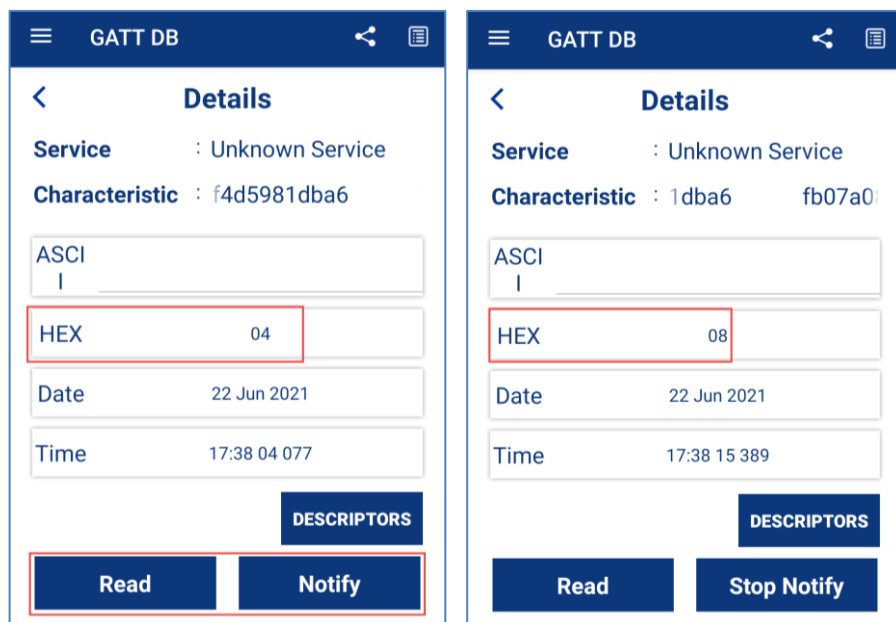 GATT DB
Details
Service : Unknown Service
Characteristic : f4d5981dba6
ASCI
I
HEX 04
Date 22 Jun 2021
Time 17:38 04 077
DESCRIPTORS
Read Notify
GATT DB
Details
Service : Unknown Service
Characteristic : 1dba6 fb07a0
ASCI
I
HEX 08
Date 22 Jun 2021
Time 17:38 15 389
DESCRIPTORS
Read Stop Notify